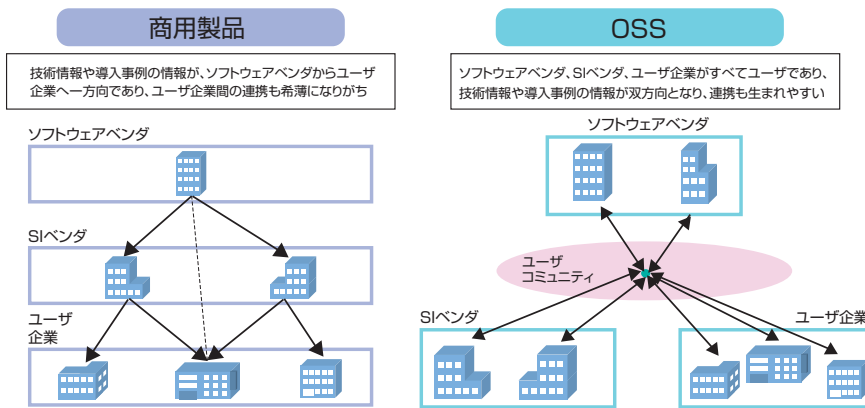 商用製品
技術情報や導入事例の情報が、ソフトウェアベンダからユーザ
企業へ一方向であり、ユーザ企業間の連携も希薄になりがち
ソフトウェアベンダ
SIベンダ
ユーザ
企業
OSS
ソフトウェアベンダ、SIベンダ、ユーザ企業がすべてユーザであり、
技術情報や導入事例の情報が双方向となり、連携も生まれやすい
ソフトウェアベンダ
ユーザ
コミュニティ
SIベンダ
ユーザ企業